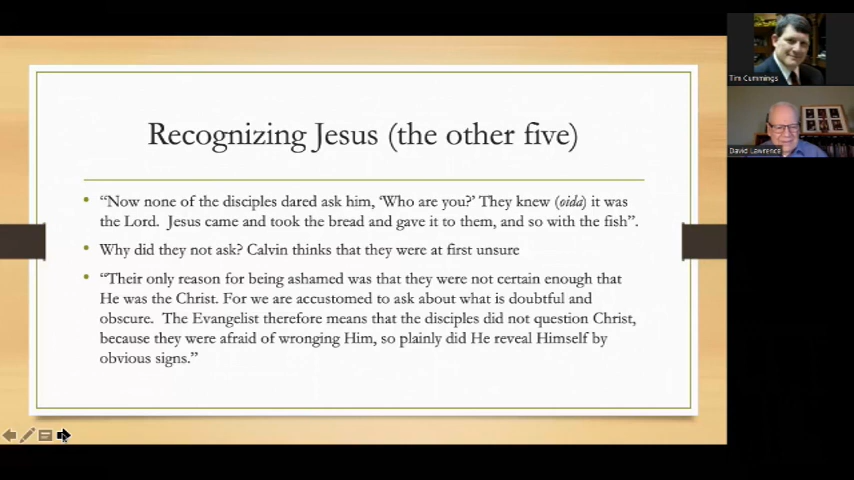 Recognizing Jesus (the other five)
• “Now none of the disciples dared ask him, ‘Who are you?’ They knew (oida) it was
the Lord.  Jesus came and took the bread and gave it to them, and so with the fish”.
• Why did they not ask? Calvin thinks that they were at first unsure
• “Their only reason for being ashamed was that they were not certain enough that
He was the Christ. For we are accustomed to ask about what is doubtful and
obscure.  The Evangelist therefore means that the disciples did not question Christ,
because they were afraid of wronging Him, so plainly did He reveal Himself by
obvious signs.”
Tim Cummings
David Lawrence